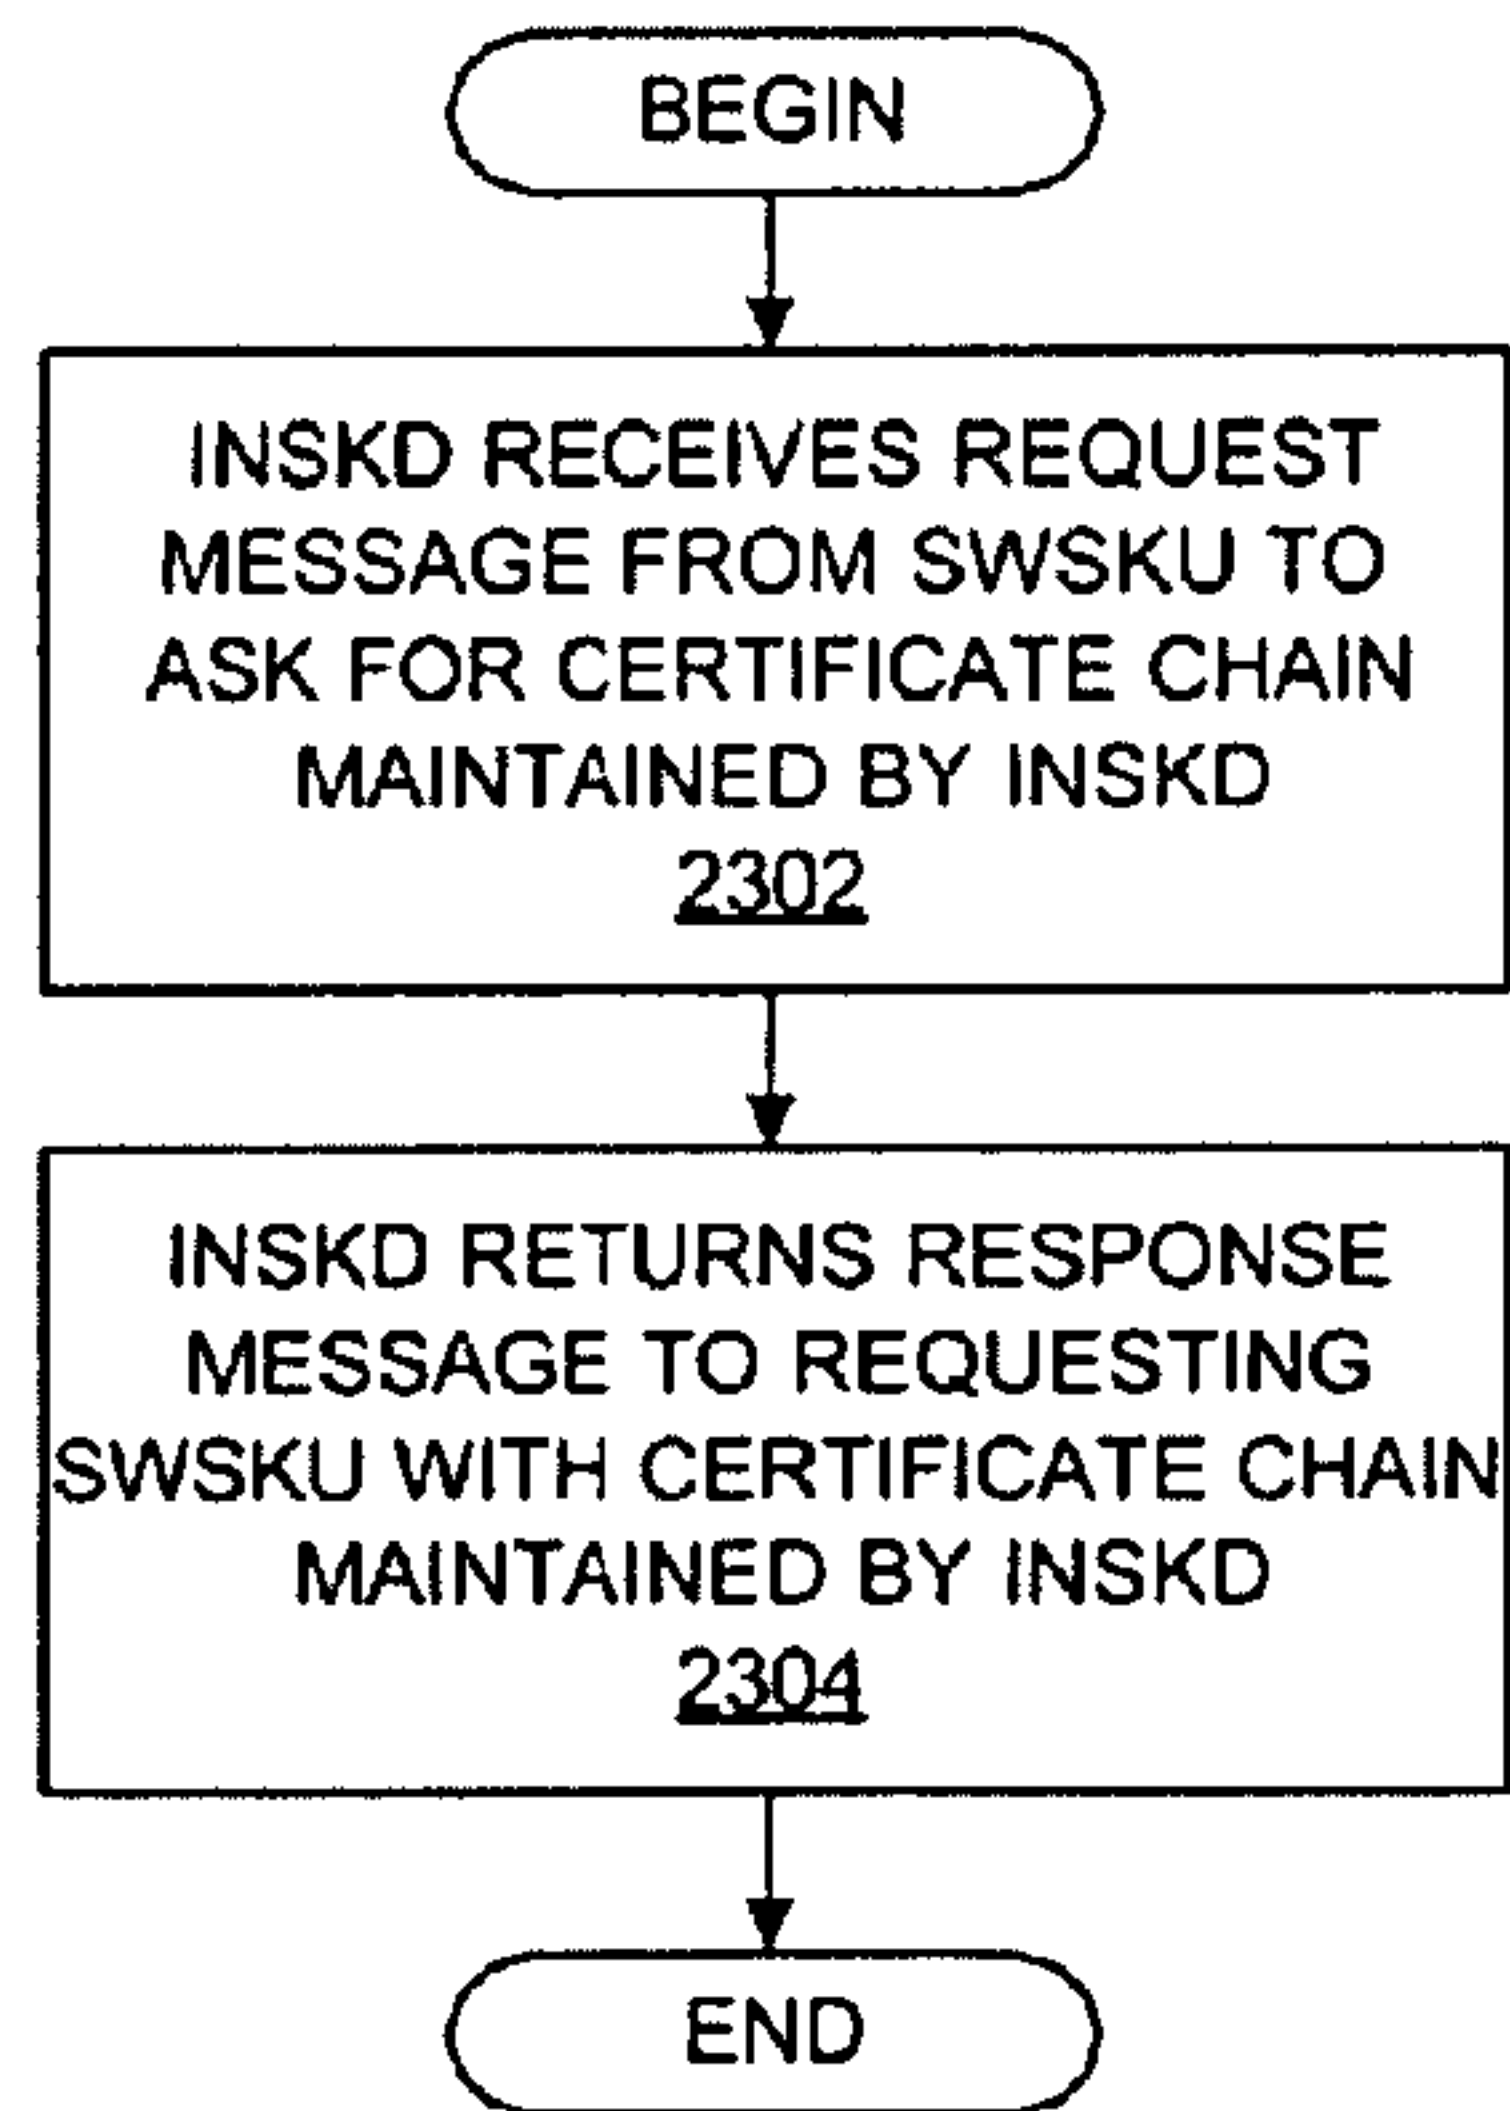 BEGIN
INSKD RECEIVES REQUEST
MESSAGE FROM SWSKU TO
ASK FOR CERTIFICATE CHAIN
MAINTAINED BY INSKD
2302
INSKD RETURNS RESPONSE
MESSAGE TO REQUESTING
SWSKU WITH CERTIFICATE CHAIN
MAINTAINED BY INSKD
2304
END